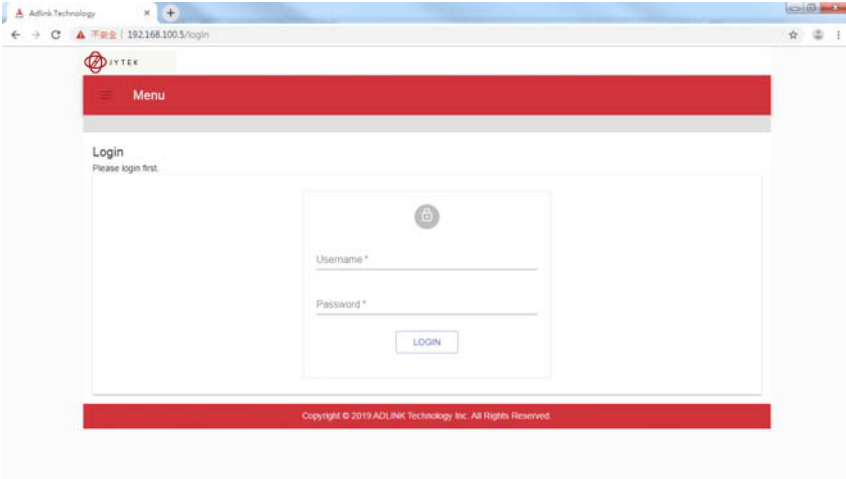 Adlink Technology
不安全 | 192.168.100.5/login
JYTEK
Menu
Login
Please login first.
Username *
Password *
LOGIN
Copyright © 2019 ADLINK Technology Inc. All Rights Reserved.